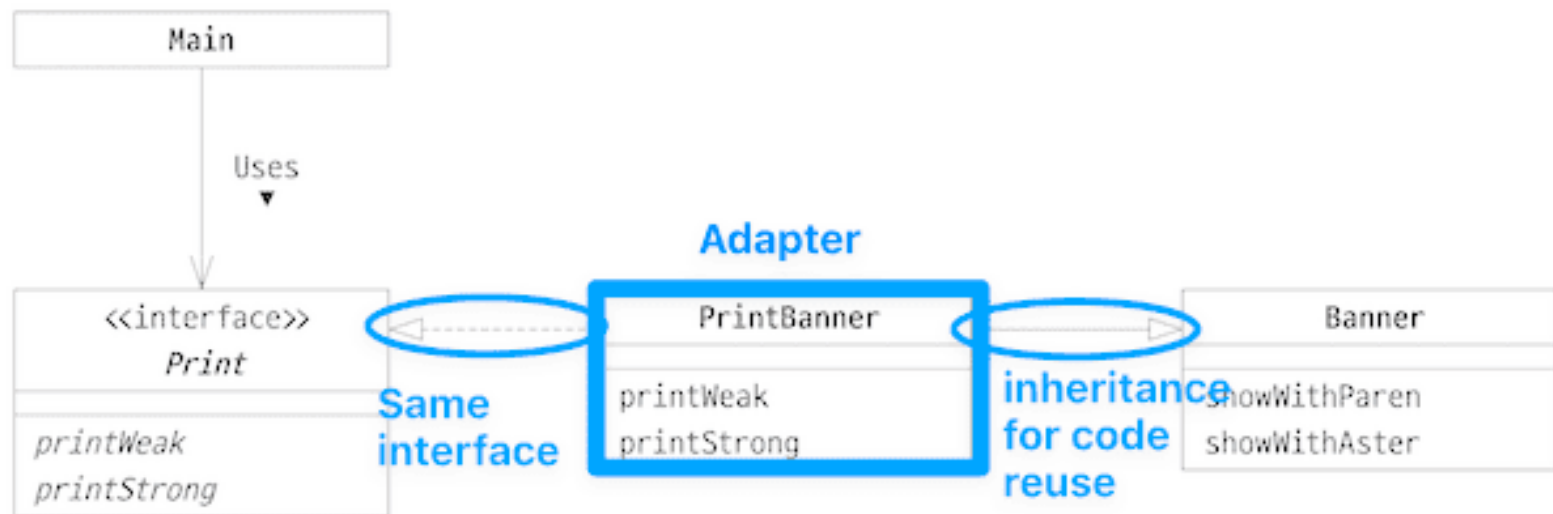 Main
Uses
▼
Adapter
<<interface>>
Print
printWeak
printStrong
Same
interface
PrintBanner
printWeak
printStrong
inheritance
for code
reuse
Banner
showWithParen
showWithAster